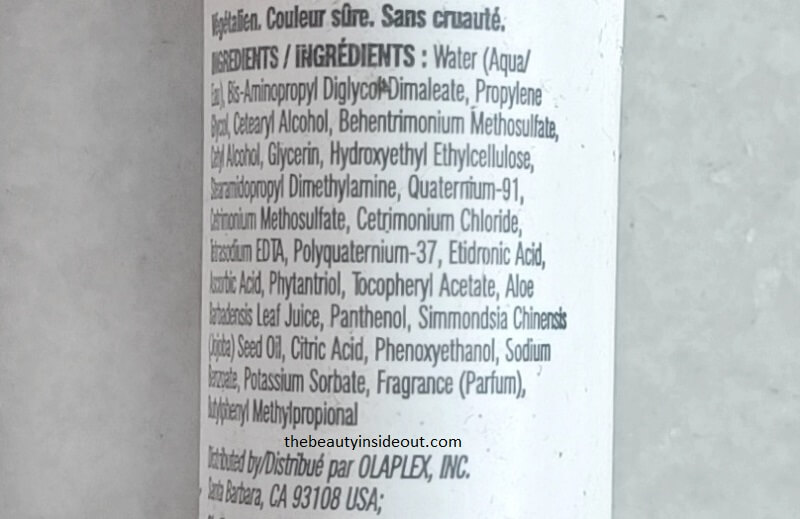 Végétalien. Couleur sûre. Sans cruauté.
INGREDIENTS / INGRÉDIENTS : Water (Aqua/
Eau), Bis-Aminopropyl Diglycol Dimaleate, Propylene
Glycol, Cetearyl Alcohol, Behentrimonium Methosulfate,
Cetyl Alcohol, Glycerin, Hydroxyethyl Ethylcellulose,
Stearamidopropyl Dimethylamine, Quaternium-91,
Cetrimonium Methosulfate, Cetrimonium Chloride,
Tetrasodium EDTA, Polyquaternium-37, Etidronic Acid,
Ascorbic Acid, Phytantriol, Tocopheryl Acetate, Aloe
Barbadensis Leaf Juice, Panthenol, Simmondsia Chinensis
(Jojoba) Seed Oil, Citric Acid, Phenoxyethanol, Sodium
Benzoate, Potassium Sorbate, Fragrance (Parfum),
Butylphenyl Methylpropional
thebeautyinsideout.com
Distributed by/Distribué par OLAPLEX, INC.
Santa Barbara, CA 93108 USA;